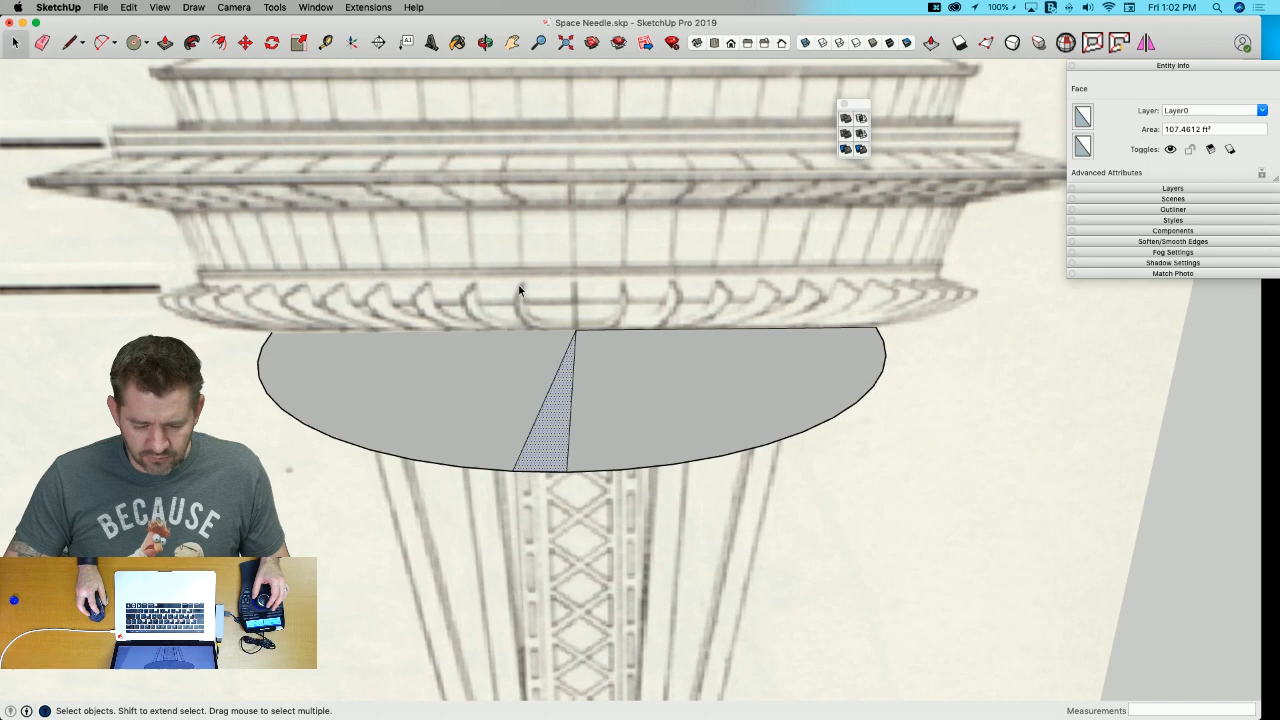 SketchUp File Edit View Draw Camera Tools Window Extensions Help
100% Fri 1:02 PM
Space Needle.skp - SketchUp Pro 2019
Entity Info
Face
Layer: Layer0
Area: 107.4612 ft²
Toggles:
Advanced Attributes
Layers
Scenes
Outliner
Styles
Components
Soften/Smooth Edges
Fog Settings
Shadow Settings
Match Photo
BECAUSE
Select objects. Shift to extend select. Drag mouse to select multiple.
Measurements